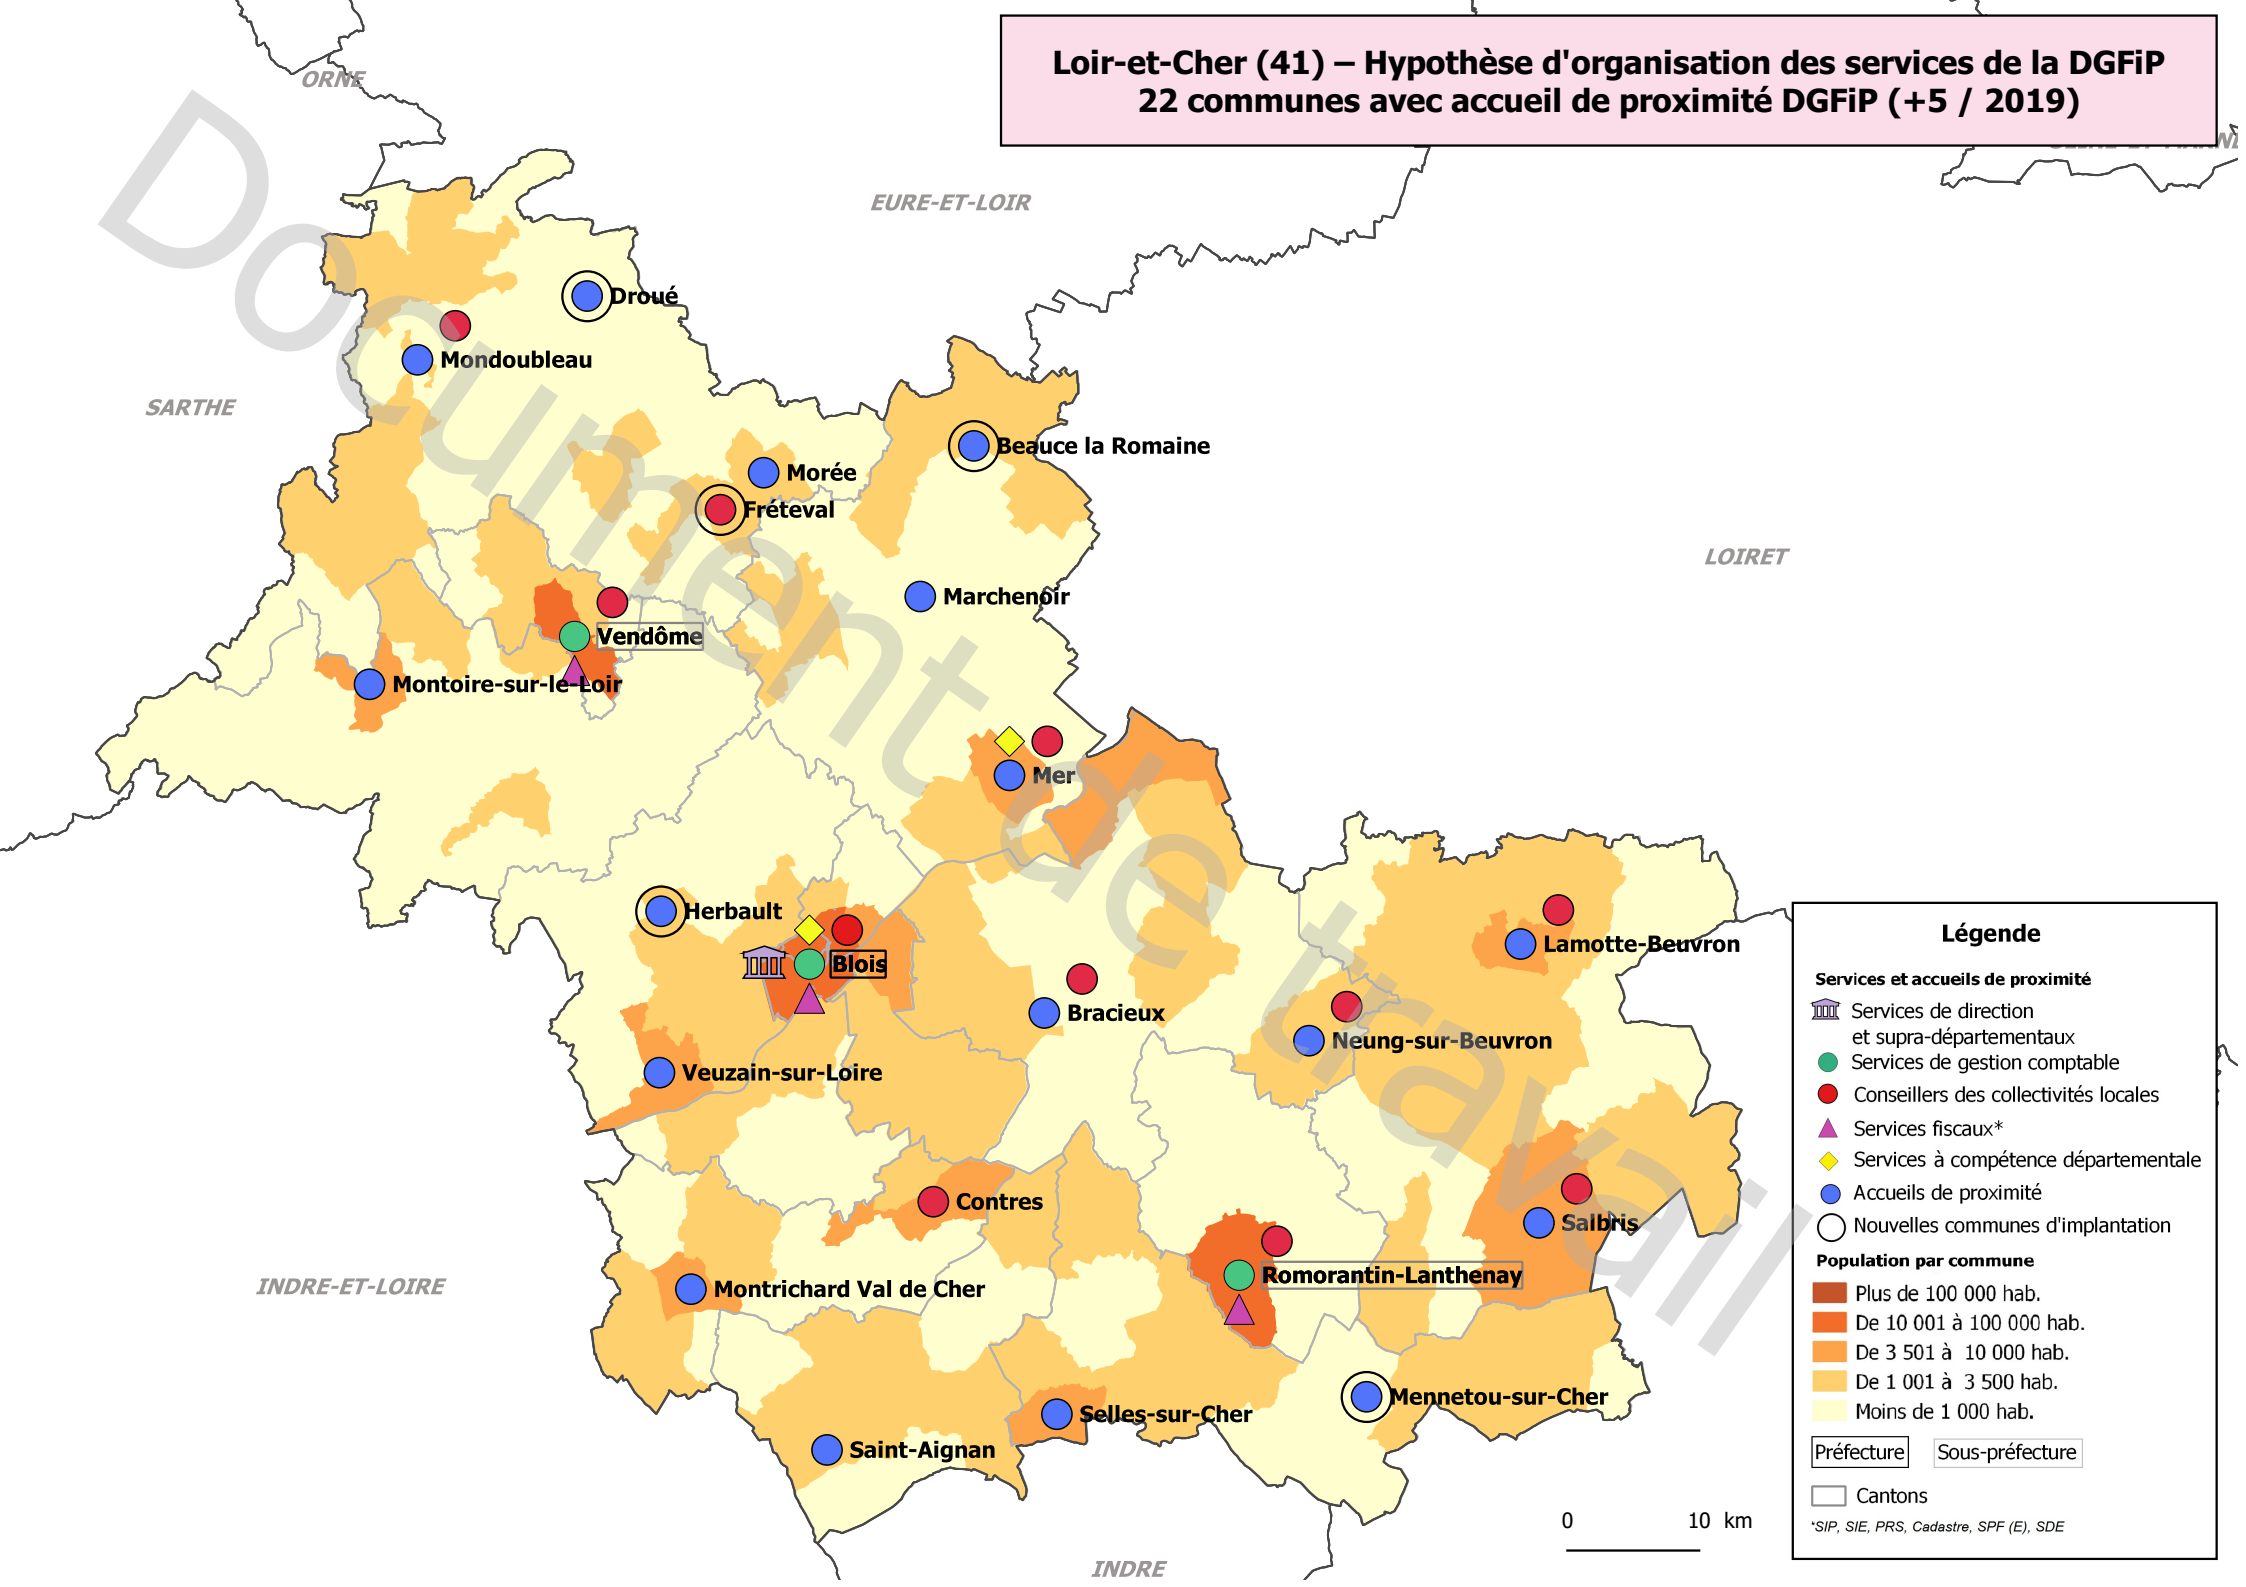 Loir-et-Cher (41) – Hypothèse d'organisation des services de la DGFiP
22 communes avec accueil de proximité DGFiP (+5 / 2019)
ORNE
EURE-ET-LOIR
Droué
Mondoubleau
SARTHE
Beauce la Romaine
Morée
Fréteval
LOIRET
Marchenoir
Vendôme
Montoire-sur-le-Loir
Mer
Herbault
Blois
Lamotte-Beuvron
Bracieux
Neung-sur-Beuvron
Veuzain-sur-Loire
Contres
Salbris
Romorantin-Lanthenay
INDRE-ET-LOIRE
Montrichard Val de Cher
Mennetou-sur-Cher
Selles-sur-Cher
Saint-Aignan
INDRE
0 10 km
Document de travail
Légende
Services et accueils de proximité
Services de direction
et supra-départementaux
Services de gestion comptable
Conseillers des collectivités locales
Services fiscaux*
Services à compétence départementale
Accueils de proximité
Nouvelles communes d'implantation
Population par commune
Plus de 100 000 hab.
De 10 001 à 100 000 hab.
De 3 501 à 10 000 hab.
De 1 001 à 3 500 hab.
Moins de 1 000 hab.
Préfecture Sous-préfecture
Cantons
*SIP, SIE, PRS, Cadastre, SPF (E), SDE